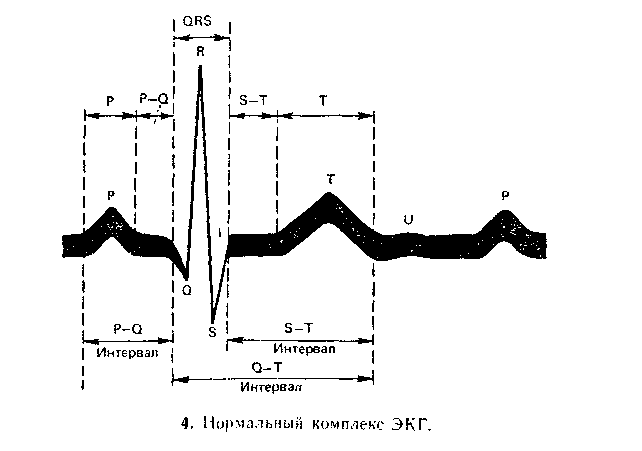 QRS
R
P P–Q S–T T
P T U P
Q
S
P–Q S–T
Интервал Интервал
Q–T
Интервал
4. Нормальный комплекс ЭКГ.